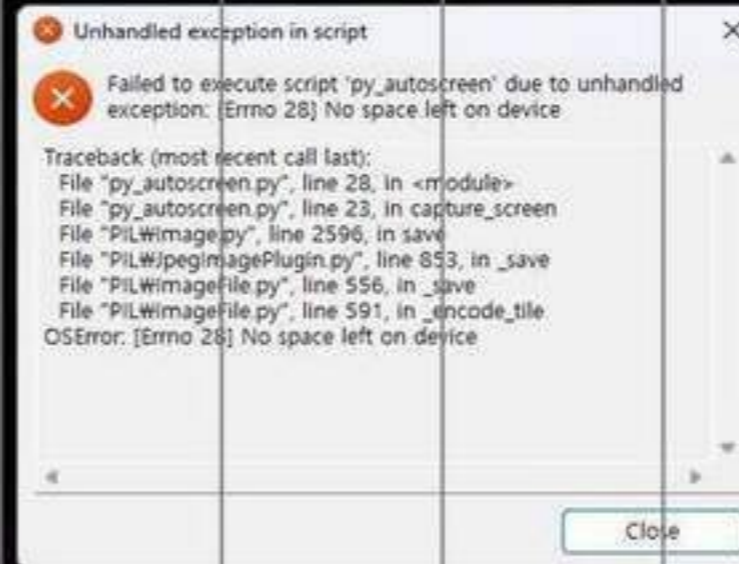 Unhandled exception in script
Failed to execute script 'py_autoscreen' due to unhandled
exception: [Errno 28] No space left on device
Traceback (most recent call last):
File "py_autoscreen.py", line 28, in <module>
File "py_autoscreen.py", line 23, in capture_screen
File "PIL₩Image.py", line 2596, in save
File "PIL₩JpegImagePlugin.py", line 853, in _save
File "PIL₩ImageFile.py", line 556, in _save
File "PIL₩ImageFile.py", line 591, in _encode_tile
OSError: [Errno 28] No space left on device
Close